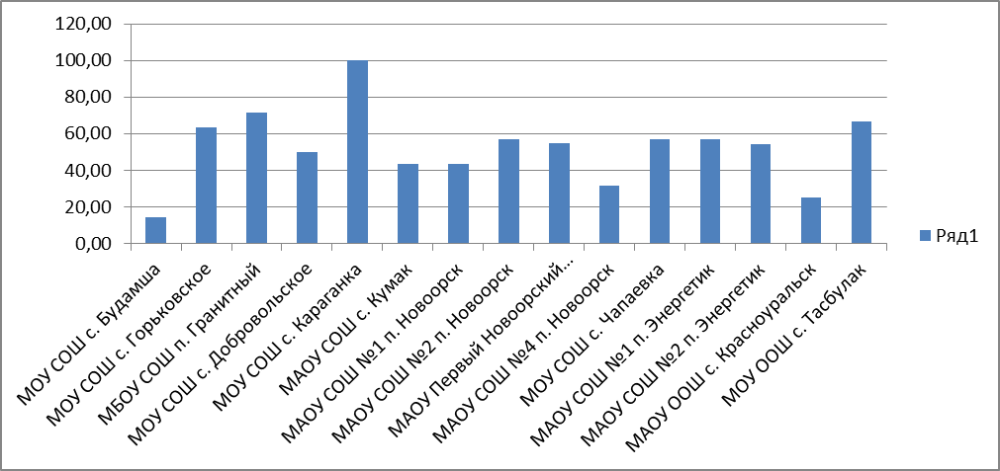 120,00
100,00
80,00
60,00
40,00
20,00
0,00
МОУ СОШ с. Будамша
МОУ СОШ с. Горьковское
МБОУ СОШ п. Гранитный
МОУ СОШ с. Добровольское
МОУ СОШ с. Караганка
МАОУ СОШ с. Кумак
МАОУ СОШ №1 п. Новоорск
МАОУ СОШ №2 п. Новоорск
МАОУ Первый Новоорский...
МАОУ СОШ №4 п. Новоорск
МОУ СОШ с. Чапаевка
МАОУ СОШ №1 п. Энергетик
МАОУ СОШ №2 п. Энергетик
МАОУ ООШ с. Красноуральск
МОУ ООШ с. Тасбулак
Ряд1